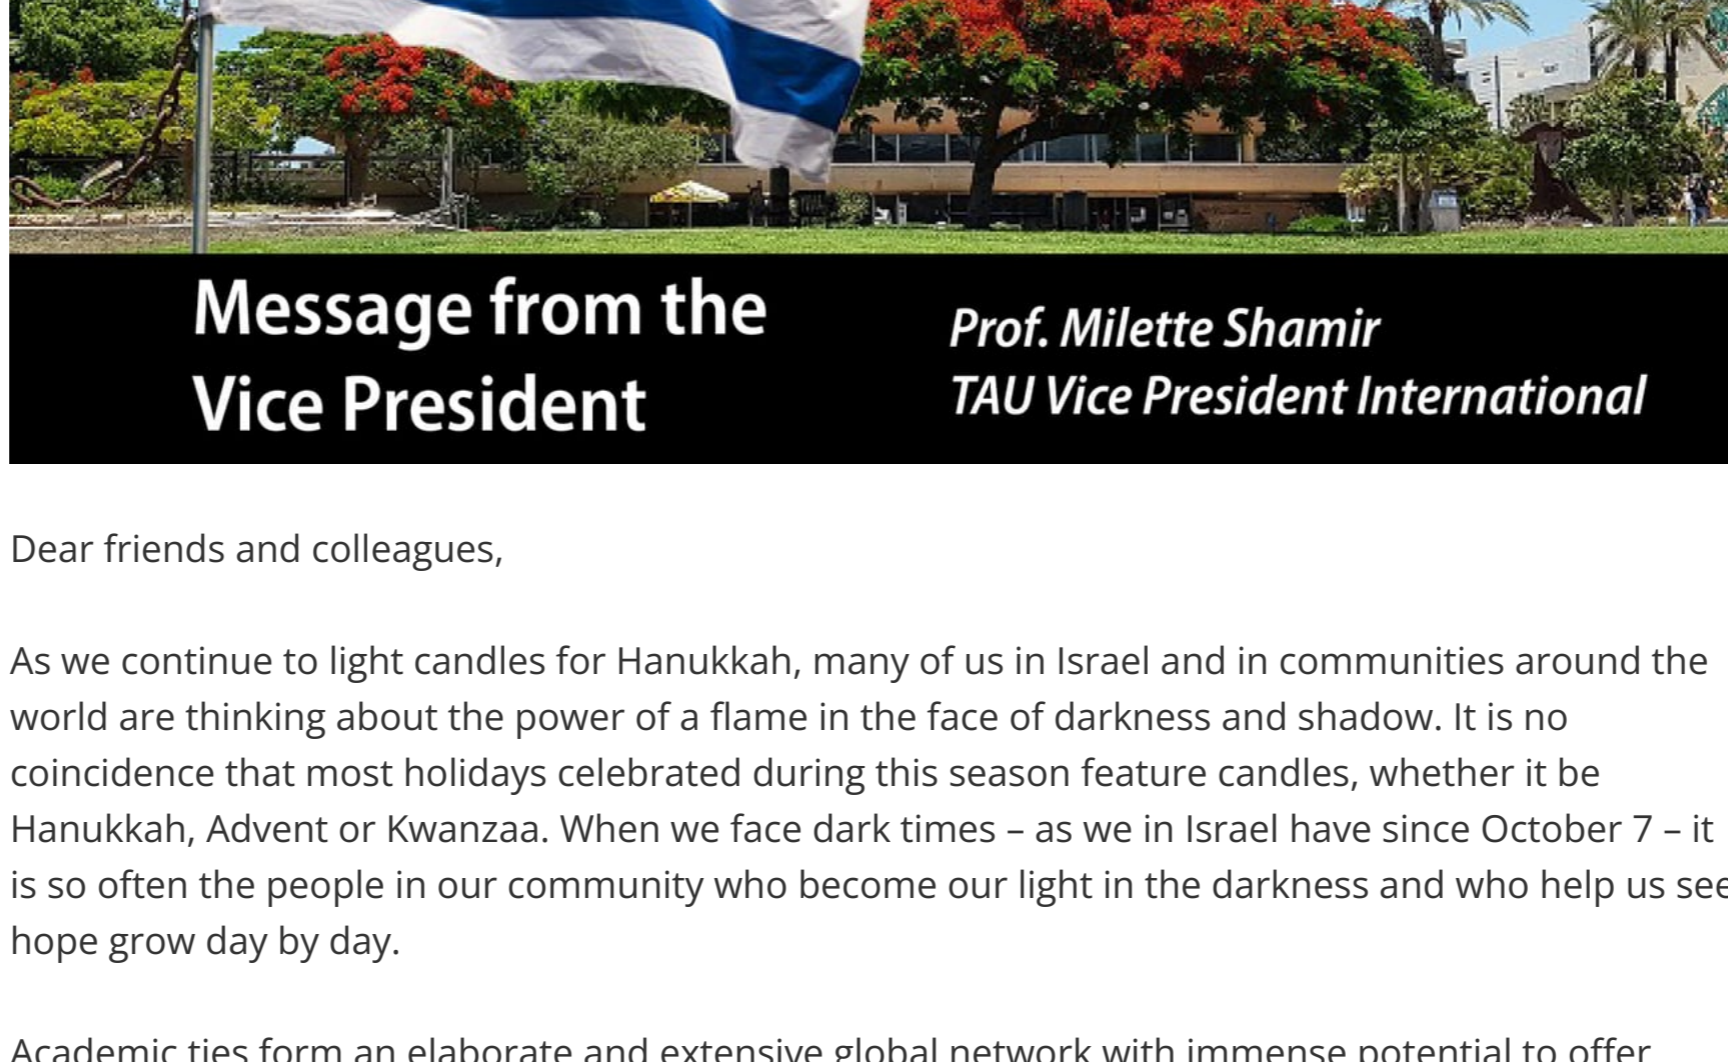 Message from the
Vice President
Prof. Milette Shamir
TAU Vice President International
Dear friends and colleagues,
As we continue to light candles for Hanukkah, many of us in Israel and in communities around the
world are thinking about the power of a flame in the face of darkness and shadow. It is no
coincidence that most holidays celebrated during this season feature candles, whether it be
Hanukkah, Advent or Kwanzaa. When we face dark times – as we in Israel have since October 7 – it
is so often the people in our community who become our light in the darkness and who help us see
hope grow day by day.
Academic ties form an elaborate and extensive global network with immense potential to offer